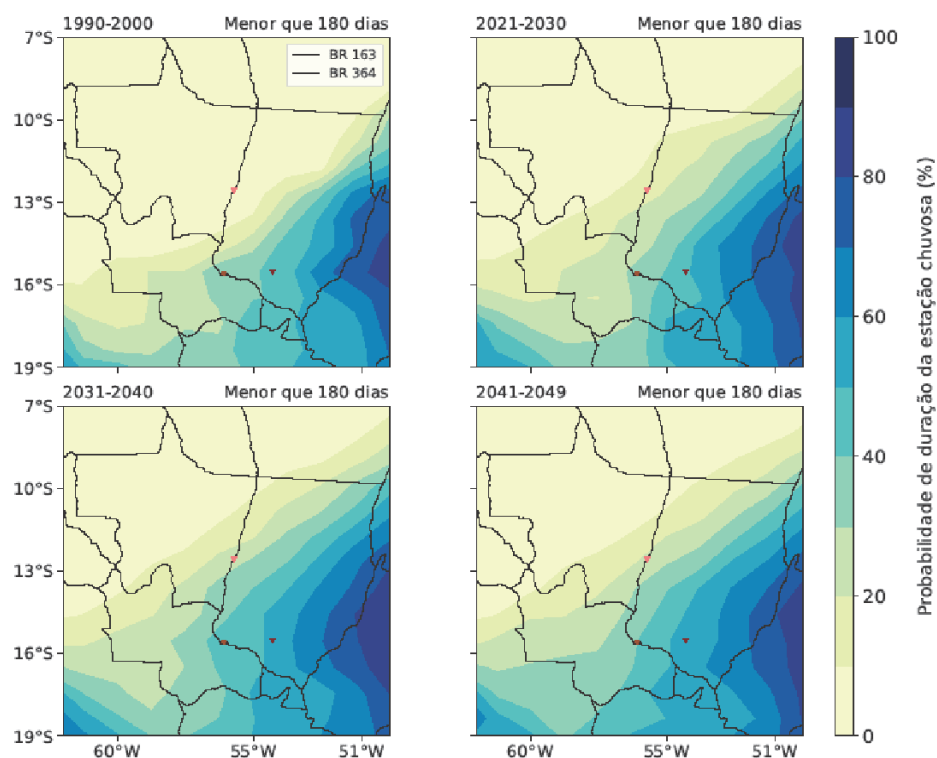 1990-2000 Menor que 180 dias
2021-2030 Menor que 180 dias
BR 163
BR 364
7°S
10°S
13°S
16°S
19°S
2031-2040 Menor que 180 dias
2041-2049 Menor que 180 dias
7°S
10°S
13°S
16°S
19°S
60°W 55°W 51°W
60°W 55°W 51°W
100
80
60
40
20
0
Probabilidade de duração da estação chuvosa (%)